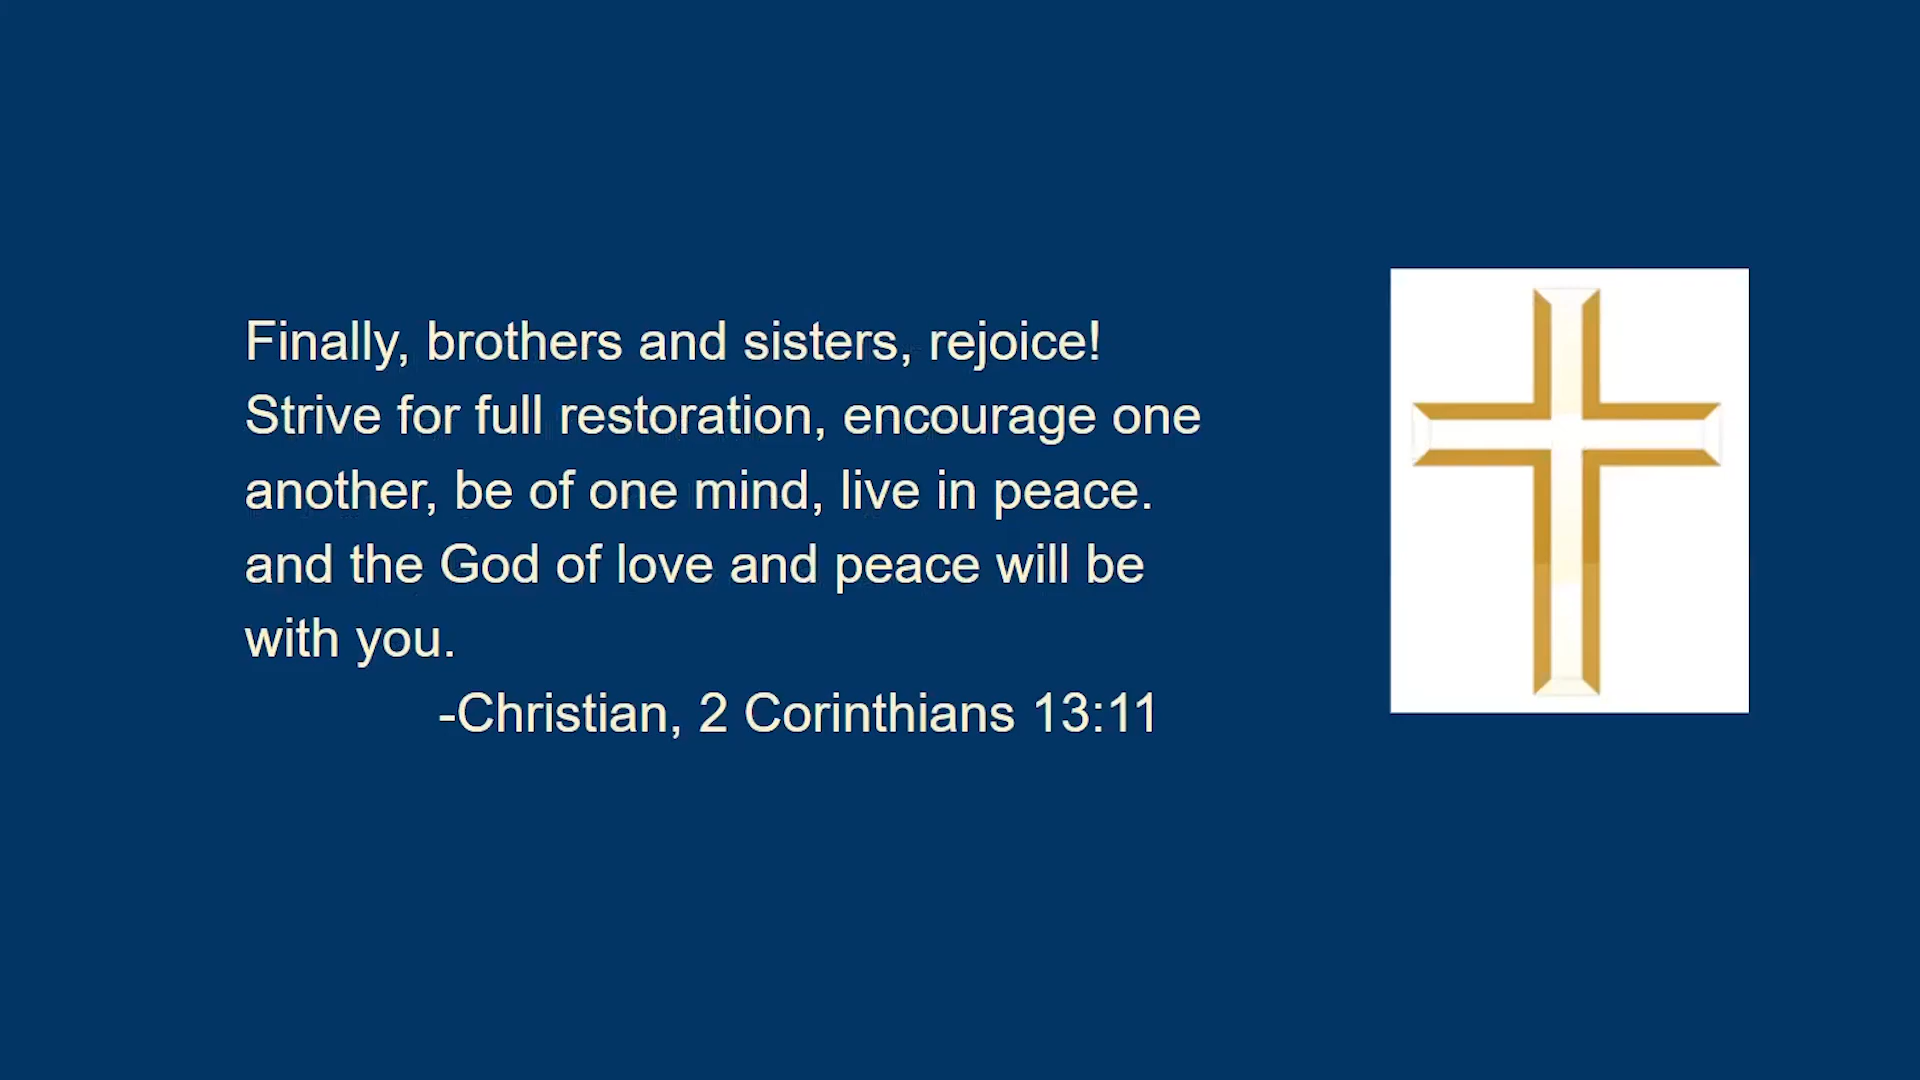 Finally, brothers and sisters, rejoice!
Strive for full restoration, encourage one
another, be of one mind, live in peace.
and the God of love and peace will be
with you.
-Christian, 2 Corinthians 13:11